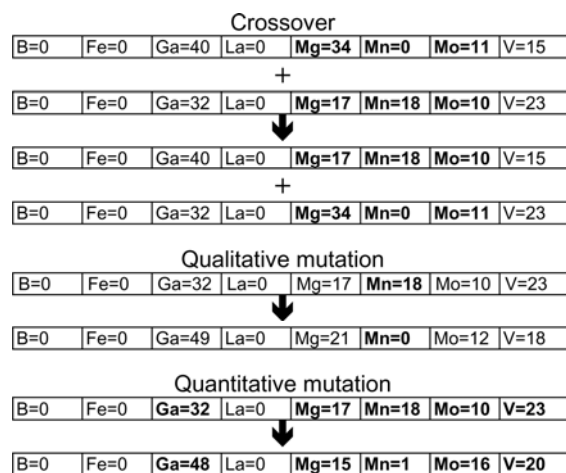 Crossover
B=0 Fe=0 Ga=40 La=0 Mg=34 Mn=0 Mo=11 V=15
+
B=0 Fe=0 Ga=32 La=0 Mg=17 Mn=18 Mo=10 V=23
B=0 Fe=0 Ga=40 La=0 Mg=17 Mn=18 Mo=10 V=15
+
B=0 Fe=0 Ga=32 La=0 Mg=34 Mn=0 Mo=11 V=23
Qualitative mutation
B=0 Fe=0 Ga=32 La=0 Mg=17 Mn=18 Mo=10 V=23
B=0 Fe=0 Ga=49 La=0 Mg=21 Mn=0 Mo=12 V=18
Quantitative mutation
B=0 Fe=0 Ga=32 La=0 Mg=17 Mn=18 Mo=10 V=23
B=0 Fe=0 Ga=48 La=0 Mg=15 Mn=1 Mo=16 V=20